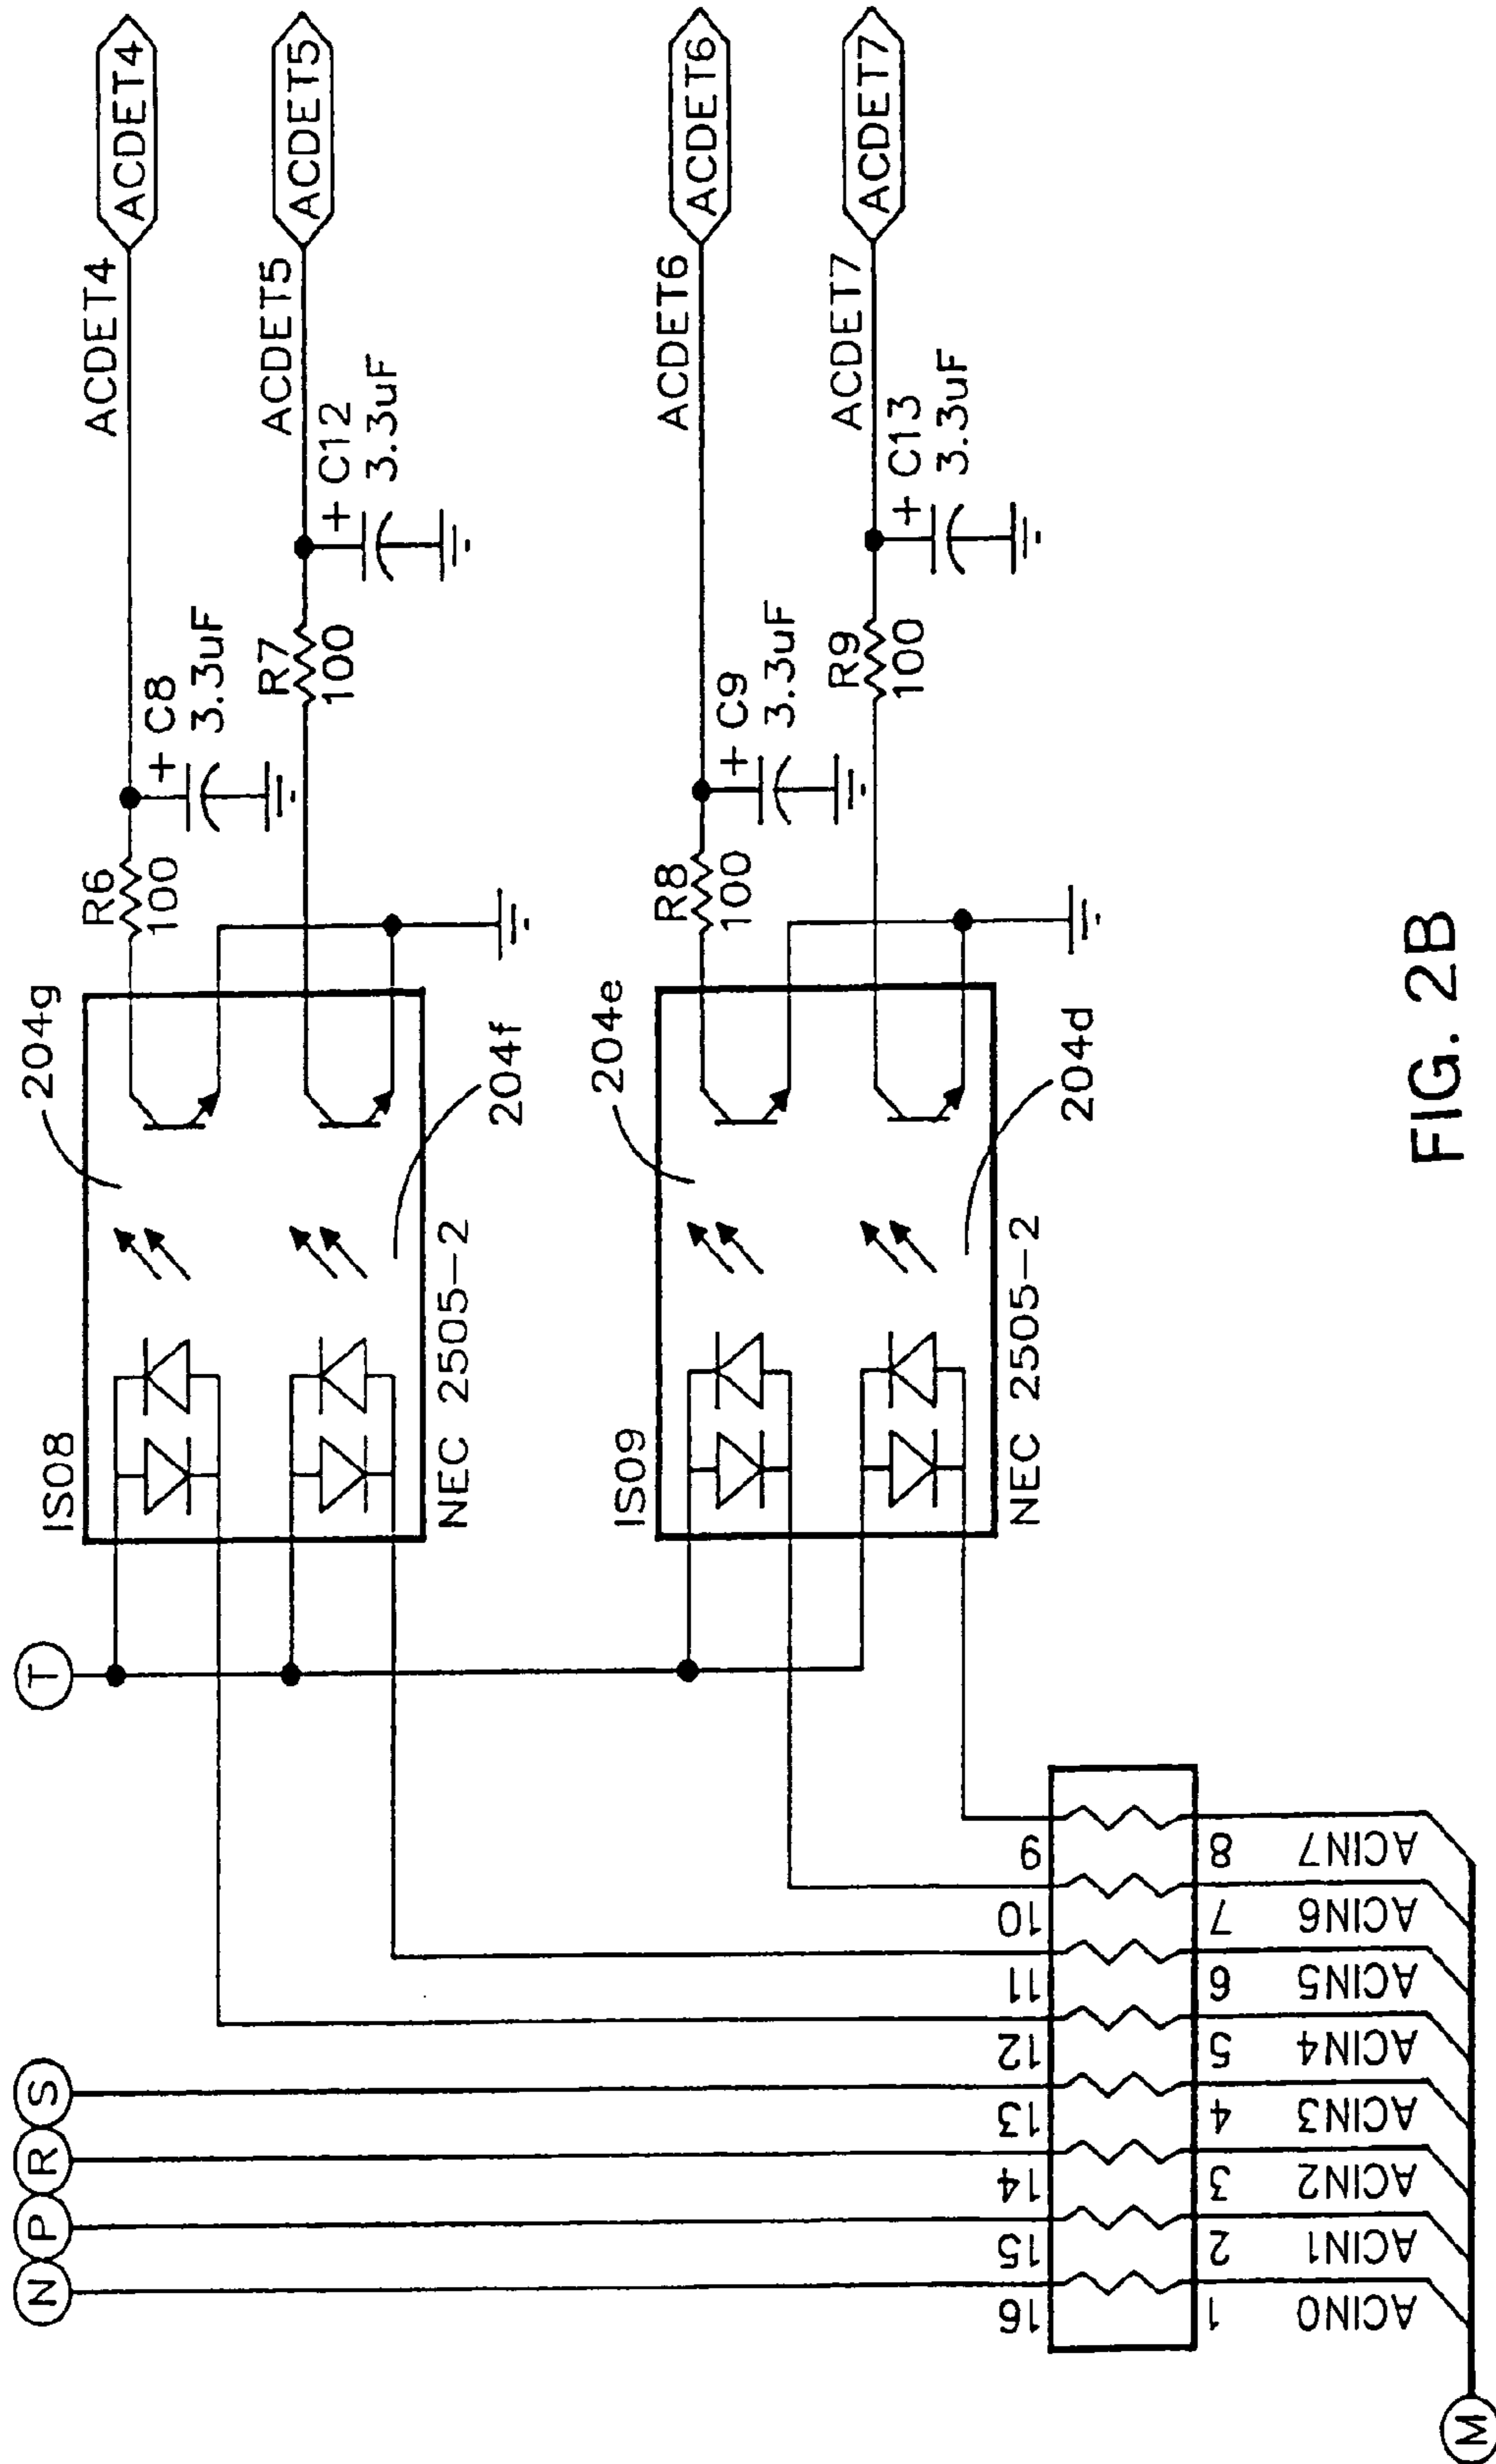 T
N
P
R
S
M
IS08
204g
204f
NEC 2505-2
R6
100
+ C8
3.3uF
ACDET4
ACDET4
R7
100
+ C12
3.3uF
ACDET5
ACDET5
IS09
204e
204d
NEC 2505-2
R8
100
+ C9
3.3uF
ACDET6
ACDET6
R9
100
+ C13
3.3uF
ACDET7
ACDET7
16
15
14
13
12
11
10
9
1
2
3
4
5
6
7
8
ACIN0
ACIN1
ACIN2
ACIN3
ACIN4
ACIN5
ACIN6
ACIN7
FIG. 2B